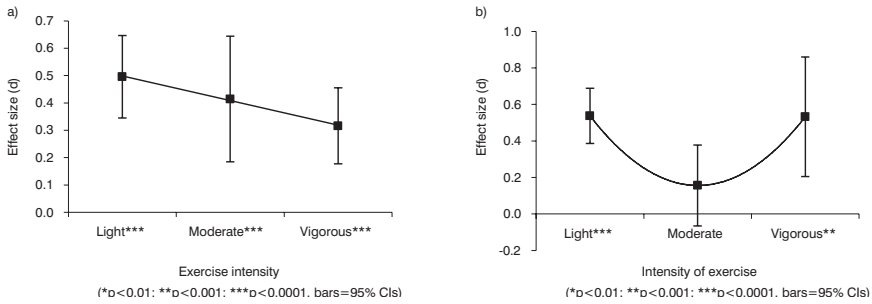 a)
0.7
0.6
0.5
0.4
0.3
0.2
0.1
0.0
Effect size (d)
Light*** Moderate*** Vigorous***
Exercise intensity
(*p<0.01; **p<0.001; ***p<0.0001, bars=95% CIs)
b)
1.0
0.8
0.6
0.4
0.2
0.0
-0.2
Effect size (d)
Light*** Moderate Vigorous**
Intensity of exercise
(*p<0.01; **p<0.001; ***p<0.0001, bars=95% CIs)